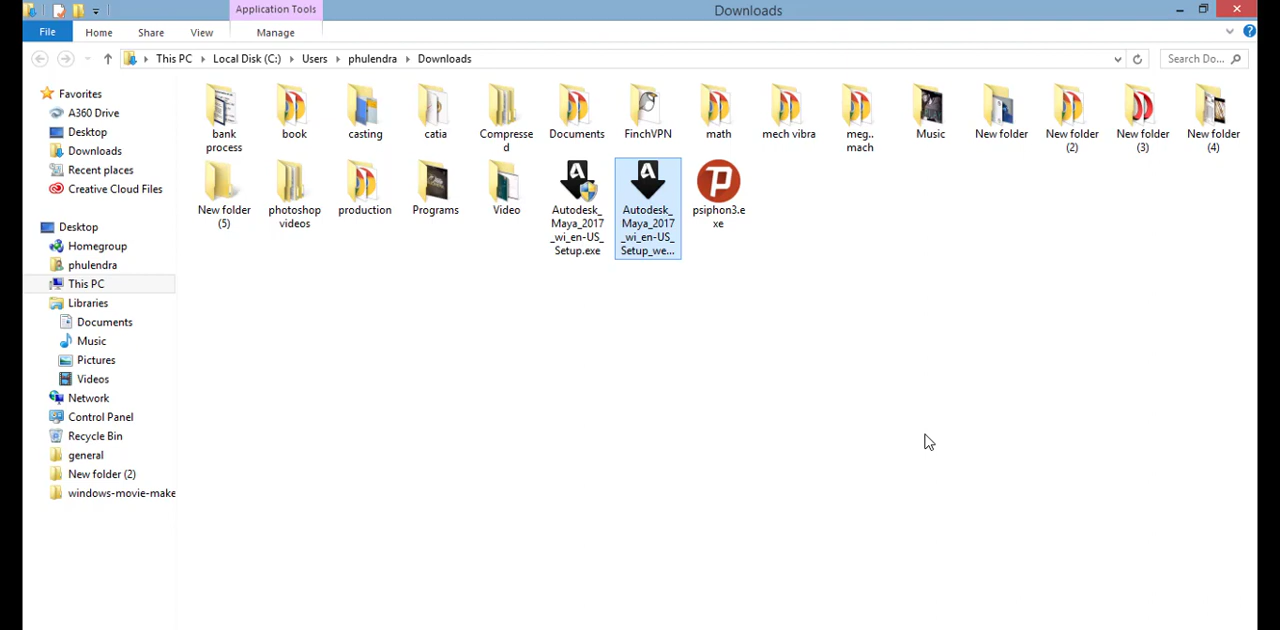 Application Tools
Downloads
File
Home
Share
View
Manage
This PC
Local Disk (C:)
Users
phulendra
Downloads
Search Do...
Favorites
A360 Drive
Desktop
Downloads
Recent places
Creative Cloud Files
Desktop
Homegroup
phulendra
This PC
Libraries
Documents
Music
Pictures
Videos
Network
Control Panel
Recycle Bin
general
New folder (2)
windows-movie-make
bank
process
book
casting
catia
Compresse
d
Documents
FinchVPN
math
mech vibra
meg..
mach
Music
New folder
New folder
(2)
New folder
(3)
New folder
(4)
New folder
(5)
photoshop
videos
production
Programs
Video
Autodesk_
Maya_2017
_wi_en-US_
Setup.exe
Autodesk_
Maya_2017
_wi_en-US_
Setup_we...
psiphon3.e
xe